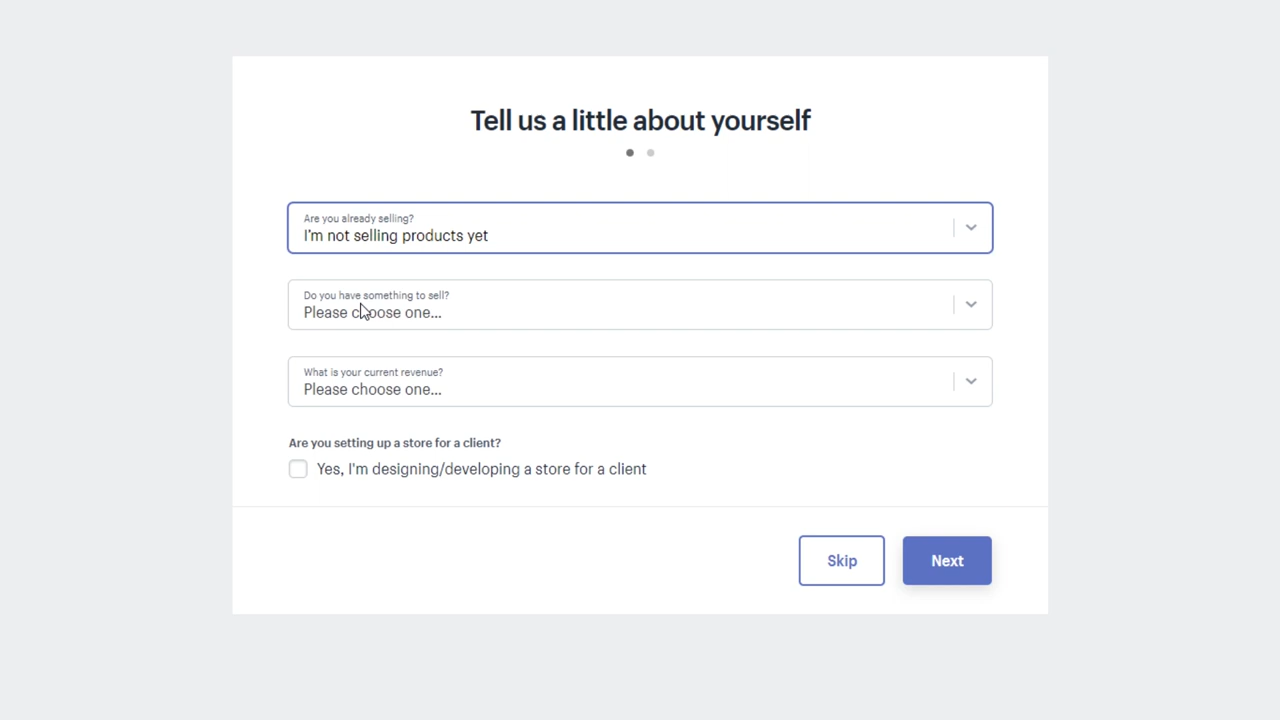 Tell us a little about yourself
Are you already selling?
I'm not selling products yet
Do you have something to sell?
Please choose one...
What is your current revenue?
Please choose one...
Are you setting up a store for a client?
Yes, I'm designing/developing a store for a client
Skip
Next